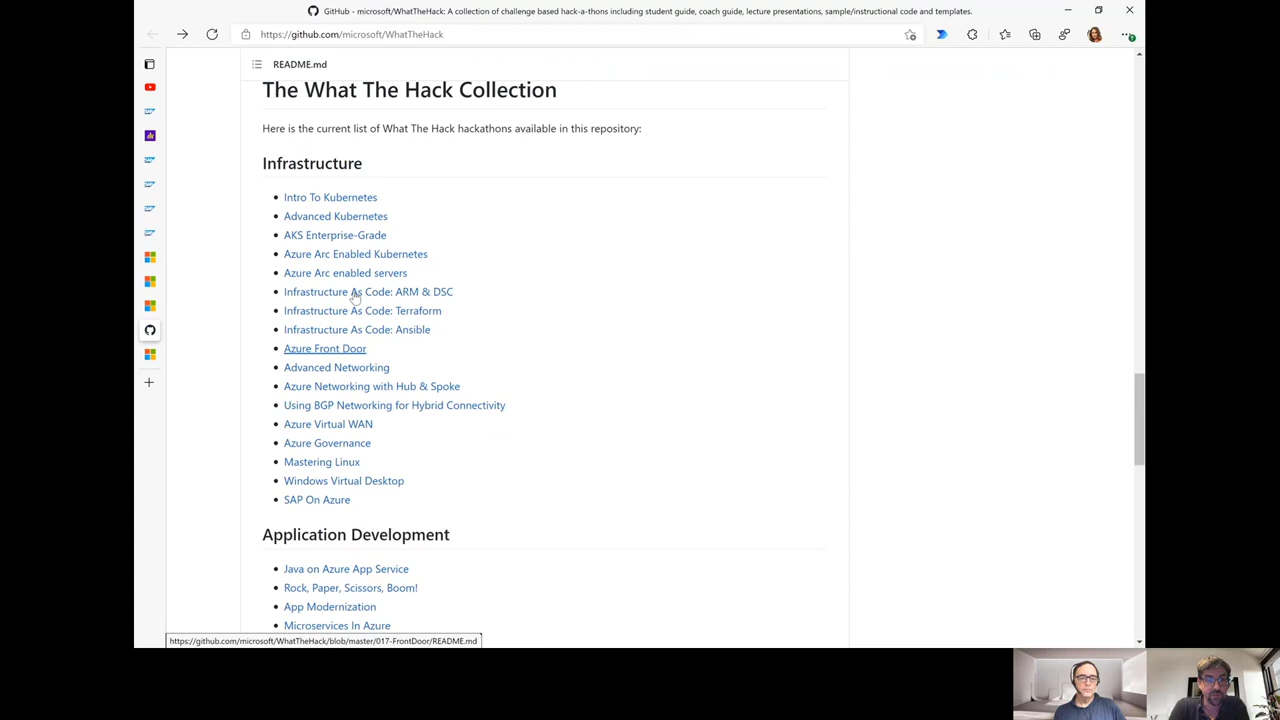 GitHub - microsoft/WhatTheHack: A collection of challenge based hack-a-thons including student guide, coach guide, lecture presentations, sample/instructional code and templates.
https://github.com/microsoft/WhatTheHack
README.md
The What The Hack Collection
Here is the current list of What The Hack hackathons available in this repository:
Infrastructure
Intro To Kubernetes
Advanced Kubernetes
AKS Enterprise-Grade
Azure Arc Enabled Kubernetes
Azure Arc enabled servers
Infrastructure As Code: ARM & DSC
Infrastructure As Code: Terraform
Infrastructure As Code: Ansible
Azure Front Door
Advanced Networking
Azure Networking with Hub & Spoke
Using BGP Networking for Hybrid Connectivity
Azure Virtual WAN
Azure Governance
Mastering Linux
Windows Virtual Desktop
SAP On Azure
Application Development
Java on Azure App Service
Rock, Paper, Scissors, Boom!
App Modernization
Microservices In Azure
https://github.com/microsoft/WhatTheHack/blob/master/017-FrontDoor/README.md